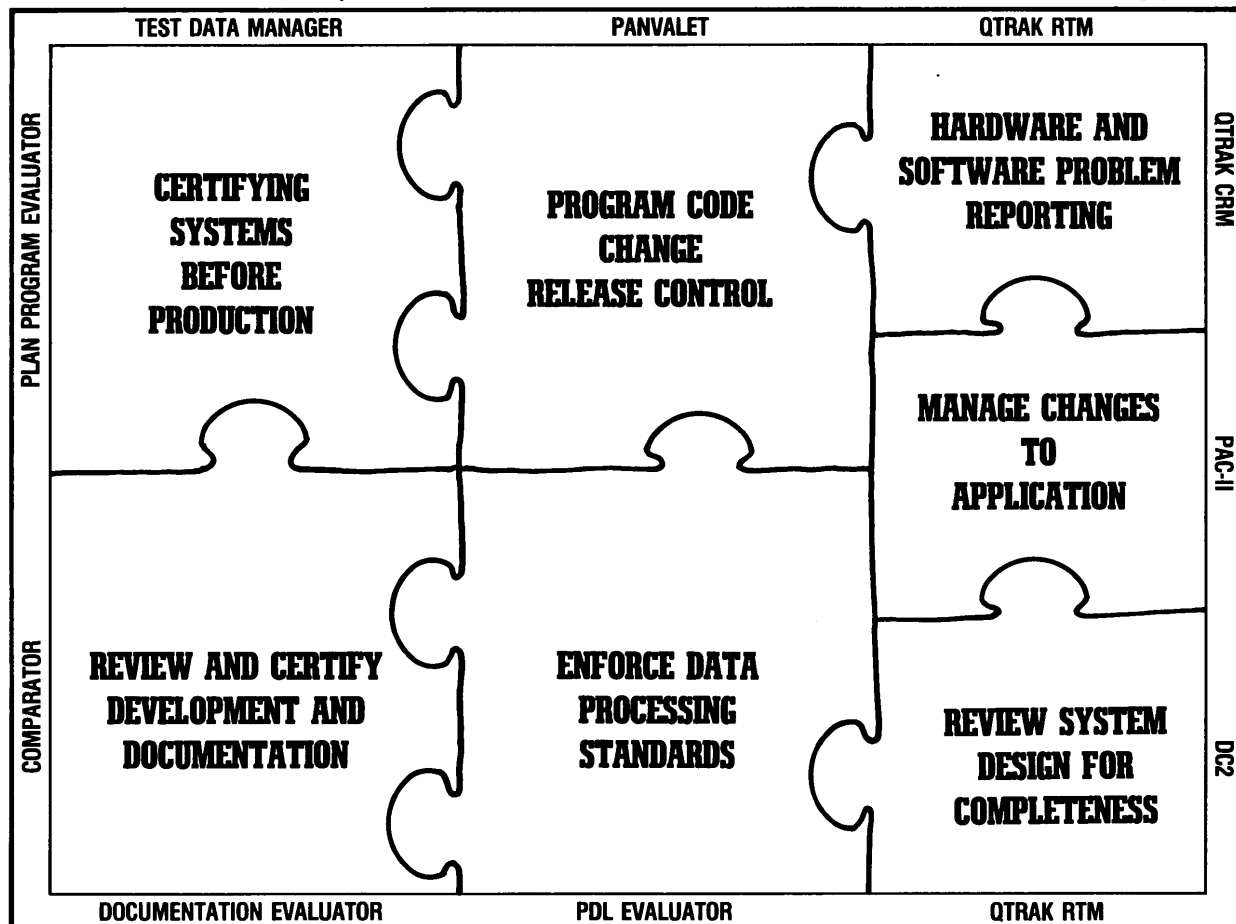 TEST DATA MANAGER
PANVALET
QTRAK RTM
PLAN PROGRAM EVALUATOR
CERTIFYING
SYSTEMS
BEFORE
PRODUCTION
PROGRAM CODE
CHANGE
RELEASE CONTROL
HARDWARE AND
SOFTWARE PROBLEM
REPORTING
QTRAK CRM
MANAGE CHANGES
TO
APPLICATION
PAC-II
COMPARATOR
REVIEW AND CERTIFY
DEVELOPMENT AND
DOCUMENTATION
ENFORCE DATA
PROCESSING
STANDARDS
REVIEW SYSTEM
DESIGN FOR
COMPLETENESS
DC2
DOCUMENTATION EVALUATOR
PDL EVALUATOR
QTRAK RTM